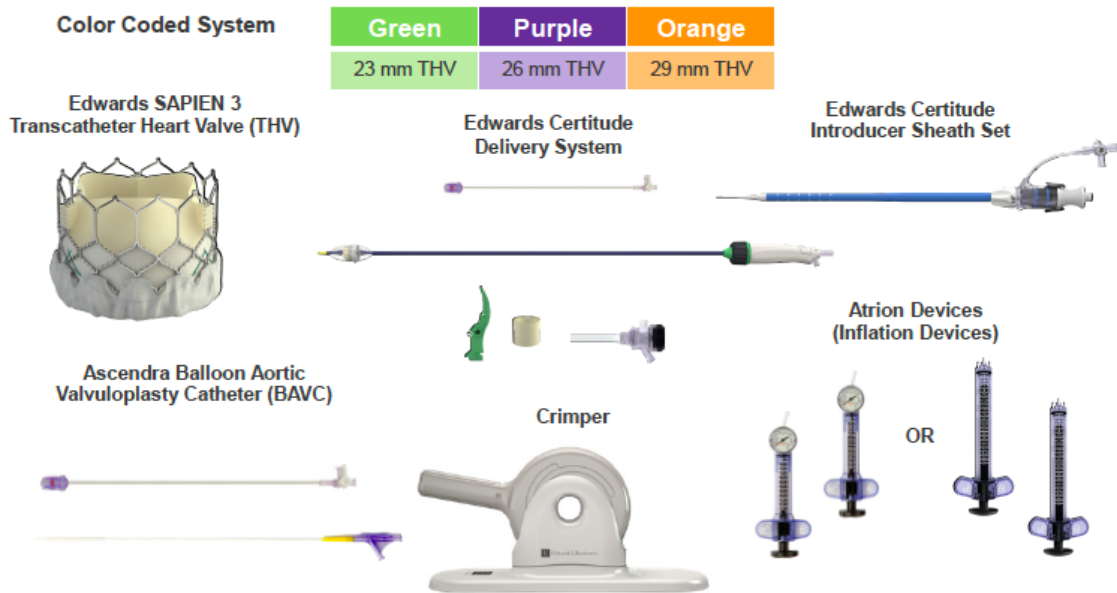 Color Coded System
Green Purple Orange
23 mm THV 26 mm THV 29 mm THV
Edwards SAPIEN 3
Transcatheter Heart Valve (THV)
Edwards Certitude
Delivery System
Edwards Certitude
Introducer Sheath Set
Atrion Devices
(Inflation Devices)
Ascendra Balloon Aortic
Valvuloplasty Catheter (BAVC)
Crimper
OR